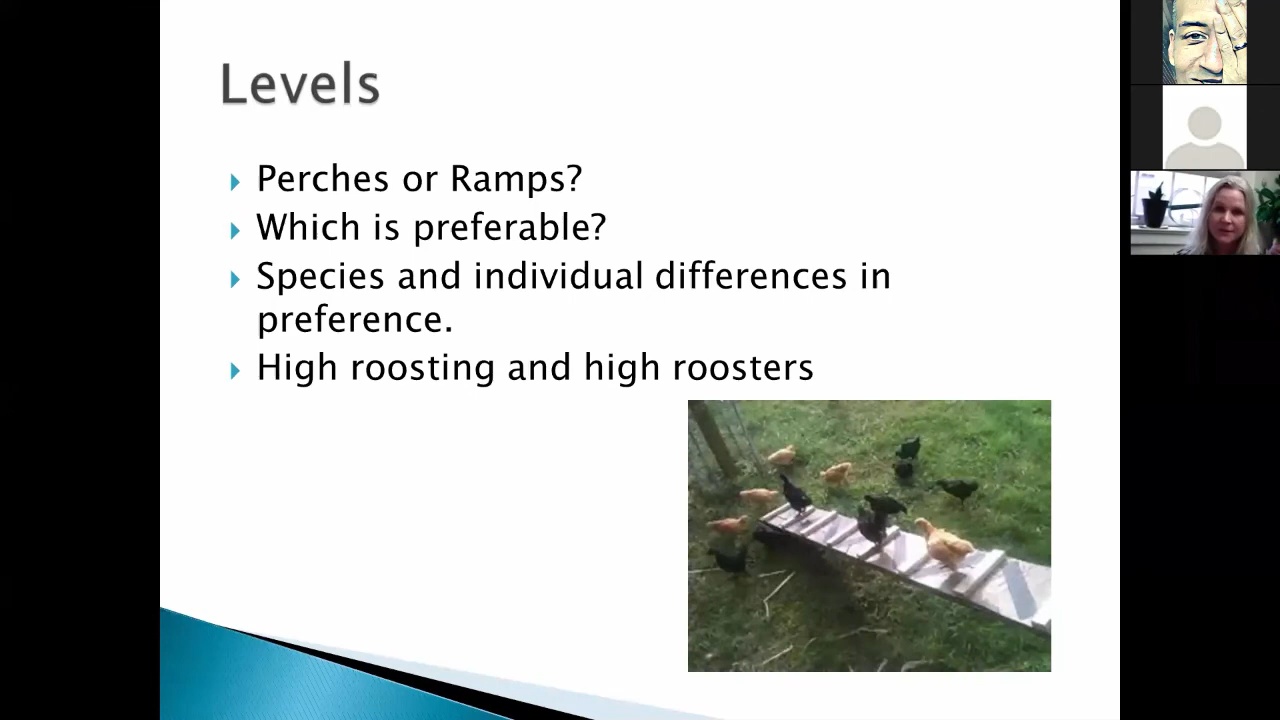 Levels
Perches or Ramps?
Which is preferable?
Species and individual differences in
preference.
High roosting and high roosters